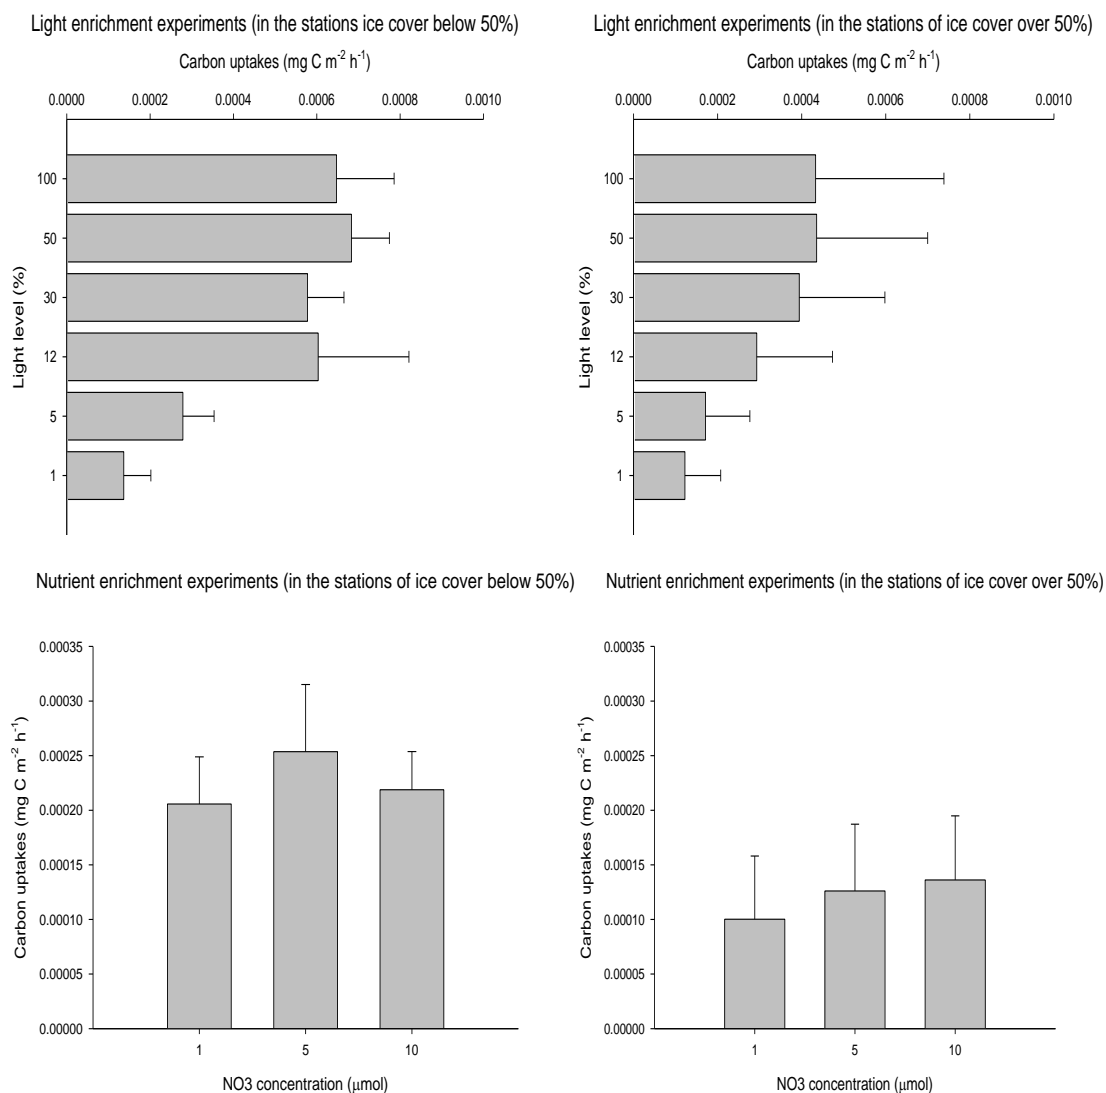 Light enrichment experiments (in the stations ice cover below 50%)
Carbon uptakes (mg C m⁻² h⁻¹)
0.0000 0.0002 0.0004 0.0006 0.0008 0.0010
100
50
30
12
5
1
Light level (%)
Light enrichment experiments (in the stations of ice cover over 50%)
Carbon uptakes (mg C m⁻² h⁻¹)
0.0000 0.0002 0.0004 0.0006 0.0008 0.0010
100
50
30
12
5
1
Light level (%)
Nutrient enrichment experiments (in the stations of ice cover below 50%)
0.00035
0.00030
0.00025
0.00020
0.00015
0.00010
0.00005
0.00000
Carbon uptakes (mg C m⁻² h⁻¹)
1 5 10
NO3 concentration (μmol)
Nutrient enrichment experiments (in the stations of ice cover over 50%)
0.00035
0.00030
0.00025
0.00020
0.00015
0.00010
0.00005
0.00000
Carbon uptakes (mg C m⁻² h⁻¹)
1 5 10
NO3 concentration (μmol)